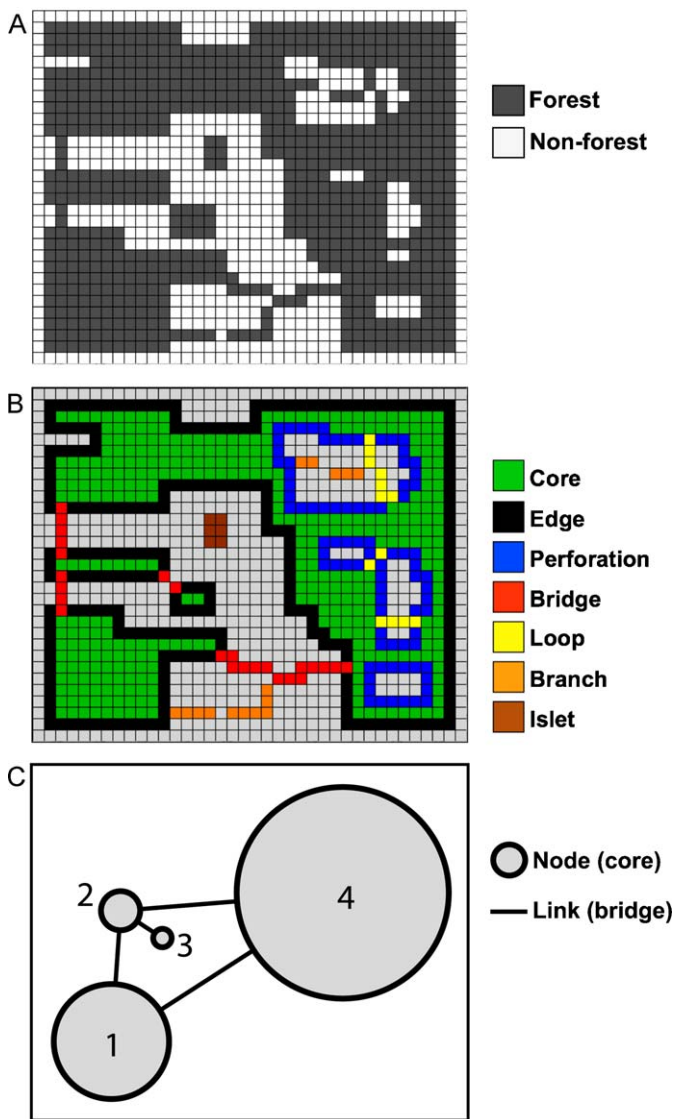 A
Forest
Non-forest
B
Core
Edge
Perforation
Bridge
Loop
Branch
Islet
C
Node (core)
Link (bridge)
4
2
3
1